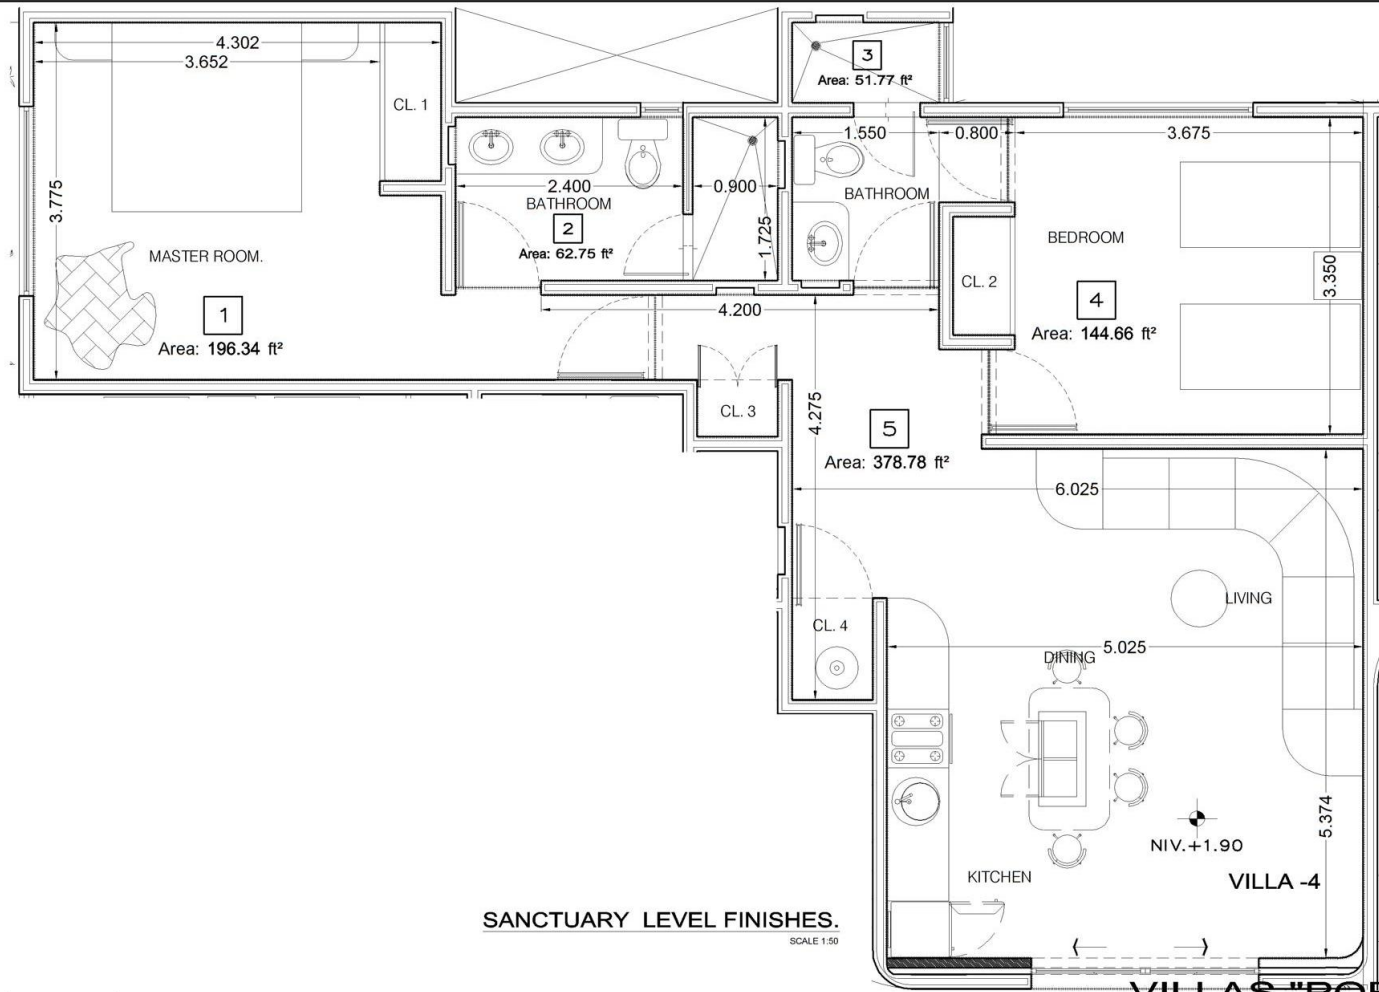 4.302
3.652
CL. 1
3.775
MASTER ROOM.
1
Area: 196.34 ft²
2.400
BATHROOM
2
Area: 62.75 ft²
0.900
1.725
3
Area: 51.77 ft²
1.550
0.800
3.675
BATHROOM
BEDROOM
CL. 2
4
Area: 144.66 ft²
3.350
4.200
CL. 3
4.275
5
Area: 378.78 ft²
6.025
LIVING
CL. 4
5.025
DINING
5.374
NIV.+1.90
KITCHEN
VILLA -4
SANCTUARY LEVEL FINISHES.
SCALE 1:50
VILLAS